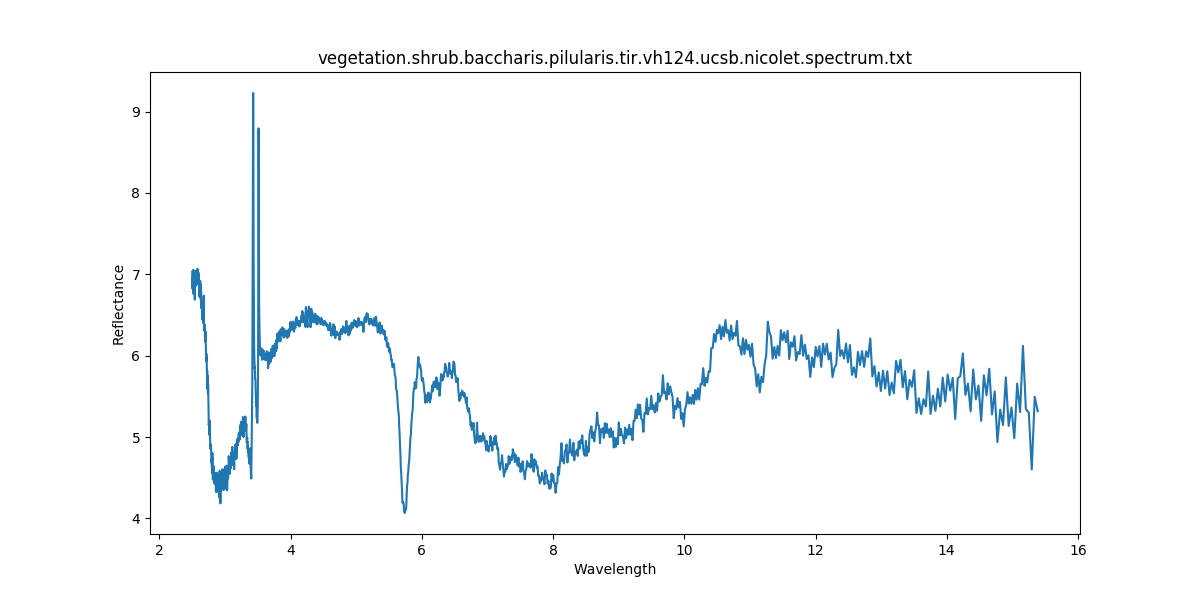 vegetation.shrub.baccharis.pilularis.tir.vh124.ucsb.nicolet.spectrum.txt
9
8
7
6
5
4
Reflectance
2 4 6 8 10 12 14 16
Wavelength